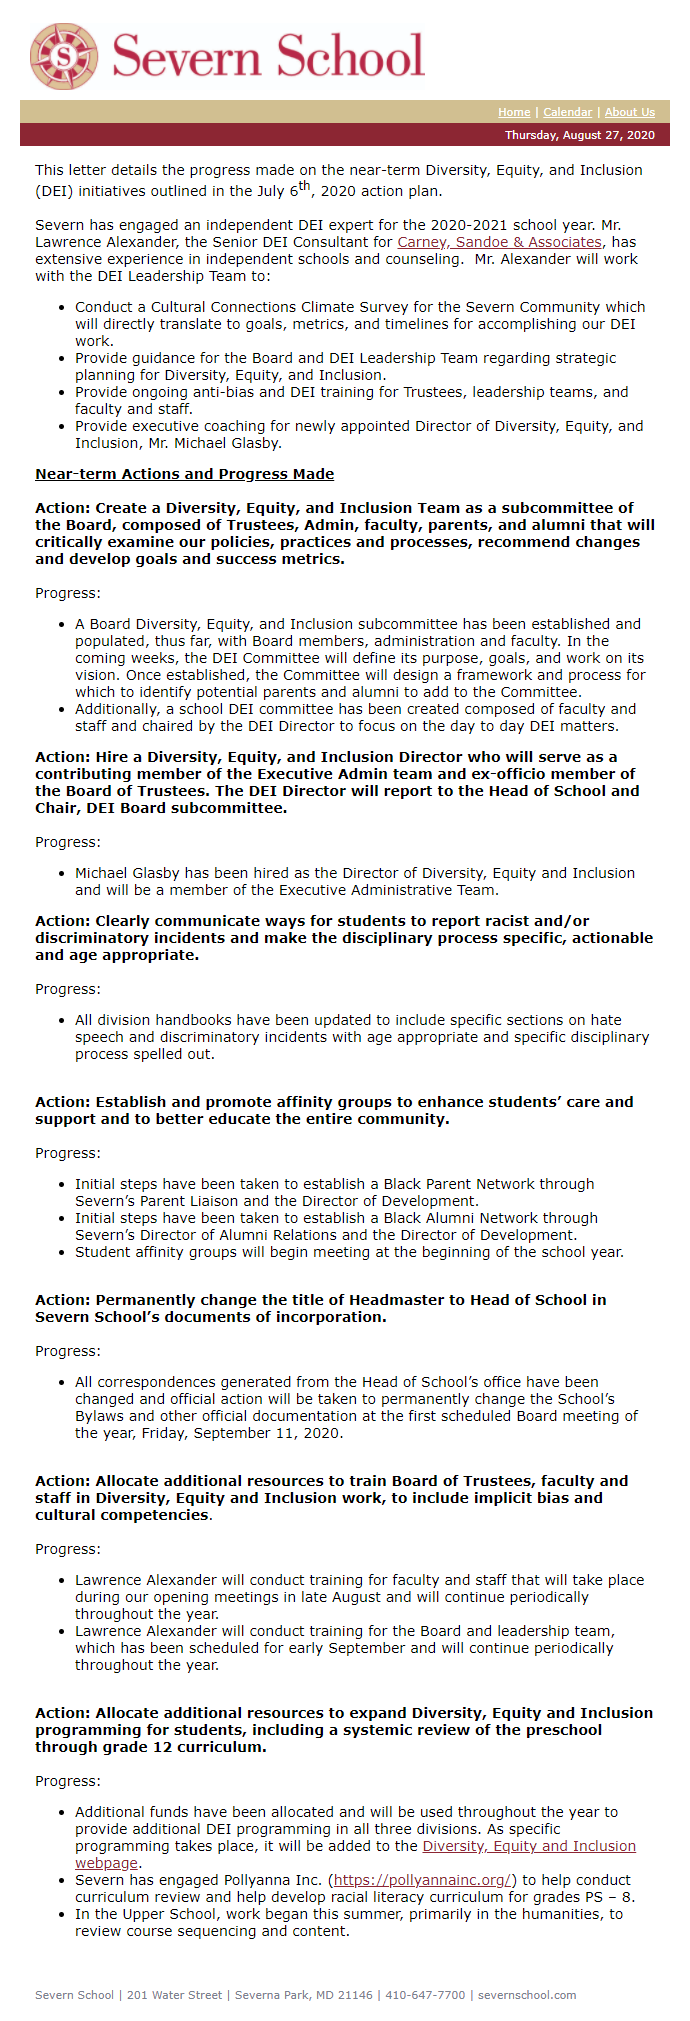 S
Severn School
Home | Calendar | About Us
Thursday, August 27, 2020
This letter details the progress made on the near-term Diversity, Equity, and Inclusion
(DEI) initiatives outlined in the July 6th, 2020 action plan.
Severn has engaged an independent DEI expert for the 2020-2021 school year. Mr.
Lawrence Alexander, the Senior DEI Consultant for Carney, Sandoe & Associates, has
extensive experience in independent schools and counseling.  Mr. Alexander will work
with the DEI Leadership Team to:
• Conduct a Cultural Connections Climate Survey for the Severn Community which
will directly translate to goals, metrics, and timelines for accomplishing our DEI
work.
• Provide guidance for the Board and DEI Leadership Team regarding strategic
planning for Diversity, Equity, and Inclusion.
• Provide ongoing anti-bias and DEI training for Trustees, leadership teams, and
faculty and staff.
• Provide executive coaching for newly appointed Director of Diversity, Equity, and
Inclusion, Mr. Michael Glasby.
Near-term Actions and Progress Made
Action: Create a Diversity, Equity, and Inclusion Team as a subcommittee of
the Board, composed of Trustees, Admin, faculty, parents, and alumni that will
critically examine our policies, practices and processes, recommend changes
and develop goals and success metrics.
Progress:
• A Board Diversity, Equity, and Inclusion subcommittee has been established and
populated, thus far, with Board members, administration and faculty. In the
coming weeks, the DEI Committee will define its purpose, goals, and work on its
vision. Once established, the Committee will design a framework and process for
which to identify potential parents and alumni to add to the Committee.
• Additionally, a school DEI committee has been created composed of faculty and
staff and chaired by the DEI Director to focus on the day to day DEI matters.
Action: Hire a Diversity, Equity, and Inclusion Director who will serve as a
contributing member of the Executive Admin team and ex-officio member of
the Board of Trustees. The DEI Director will report to the Head of School and
Chair, DEI Board subcommittee.
Progress:
• Michael Glasby has been hired as the Director of Diversity, Equity and Inclusion
and will be a member of the Executive Administrative Team.
Action: Clearly communicate ways for students to report racist and/or
discriminatory incidents and make the disciplinary process specific, actionable
and age appropriate.
Progress:
• All division handbooks have been updated to include specific sections on hate
speech and discriminatory incidents with age appropriate and specific disciplinary
process spelled out.
Action: Establish and promote affinity groups to enhance students’ care and
support and to better educate the entire community.
Progress:
• Initial steps have been taken to establish a Black Parent Network through
Severn’s Parent Liaison and the Director of Development.
• Initial steps have been taken to establish a Black Alumni Network through
Severn’s Director of Alumni Relations and the Director of Development.
• Student affinity groups will begin meeting at the beginning of the school year.
Action: Permanently change the title of Headmaster to Head of School in
Severn School’s documents of incorporation.
Progress:
• All correspondences generated from the Head of School’s office have been
changed and official action will be taken to permanently change the School’s
Bylaws and other official documentation at the first scheduled Board meeting of
the year, Friday, September 11, 2020.
Action: Allocate additional resources to train Board of Trustees, faculty and
staff in Diversity, Equity and Inclusion work, to include implicit bias and
cultural competencies.
Progress:
• Lawrence Alexander will conduct training for faculty and staff that will take place
during our opening meetings in late August and will continue periodically
throughout the year.
• Lawrence Alexander will conduct training for the Board and leadership team,
which has been scheduled for early September and will continue periodically
throughout the year.
Action: Allocate additional resources to expand Diversity, Equity and Inclusion
programming for students, including a systemic review of the preschool
through grade 12 curriculum.
Progress:
• Additional funds have been allocated and will be used throughout the year to
provide additional DEI programming in all three divisions. As specific
programming takes place, it will be added to the Diversity, Equity and Inclusion
webpage.
• Severn has engaged Pollyanna Inc. (https://pollyannainc.org/) to help conduct
curriculum review and help develop racial literacy curriculum for grades PS – 8.
• In the Upper School, work began this summer, primarily in the humanities, to
review course sequencing and content.
Severn School | 201 Water Street | Severna Park, MD 21146 | 410-647-7700 | severnschool.com